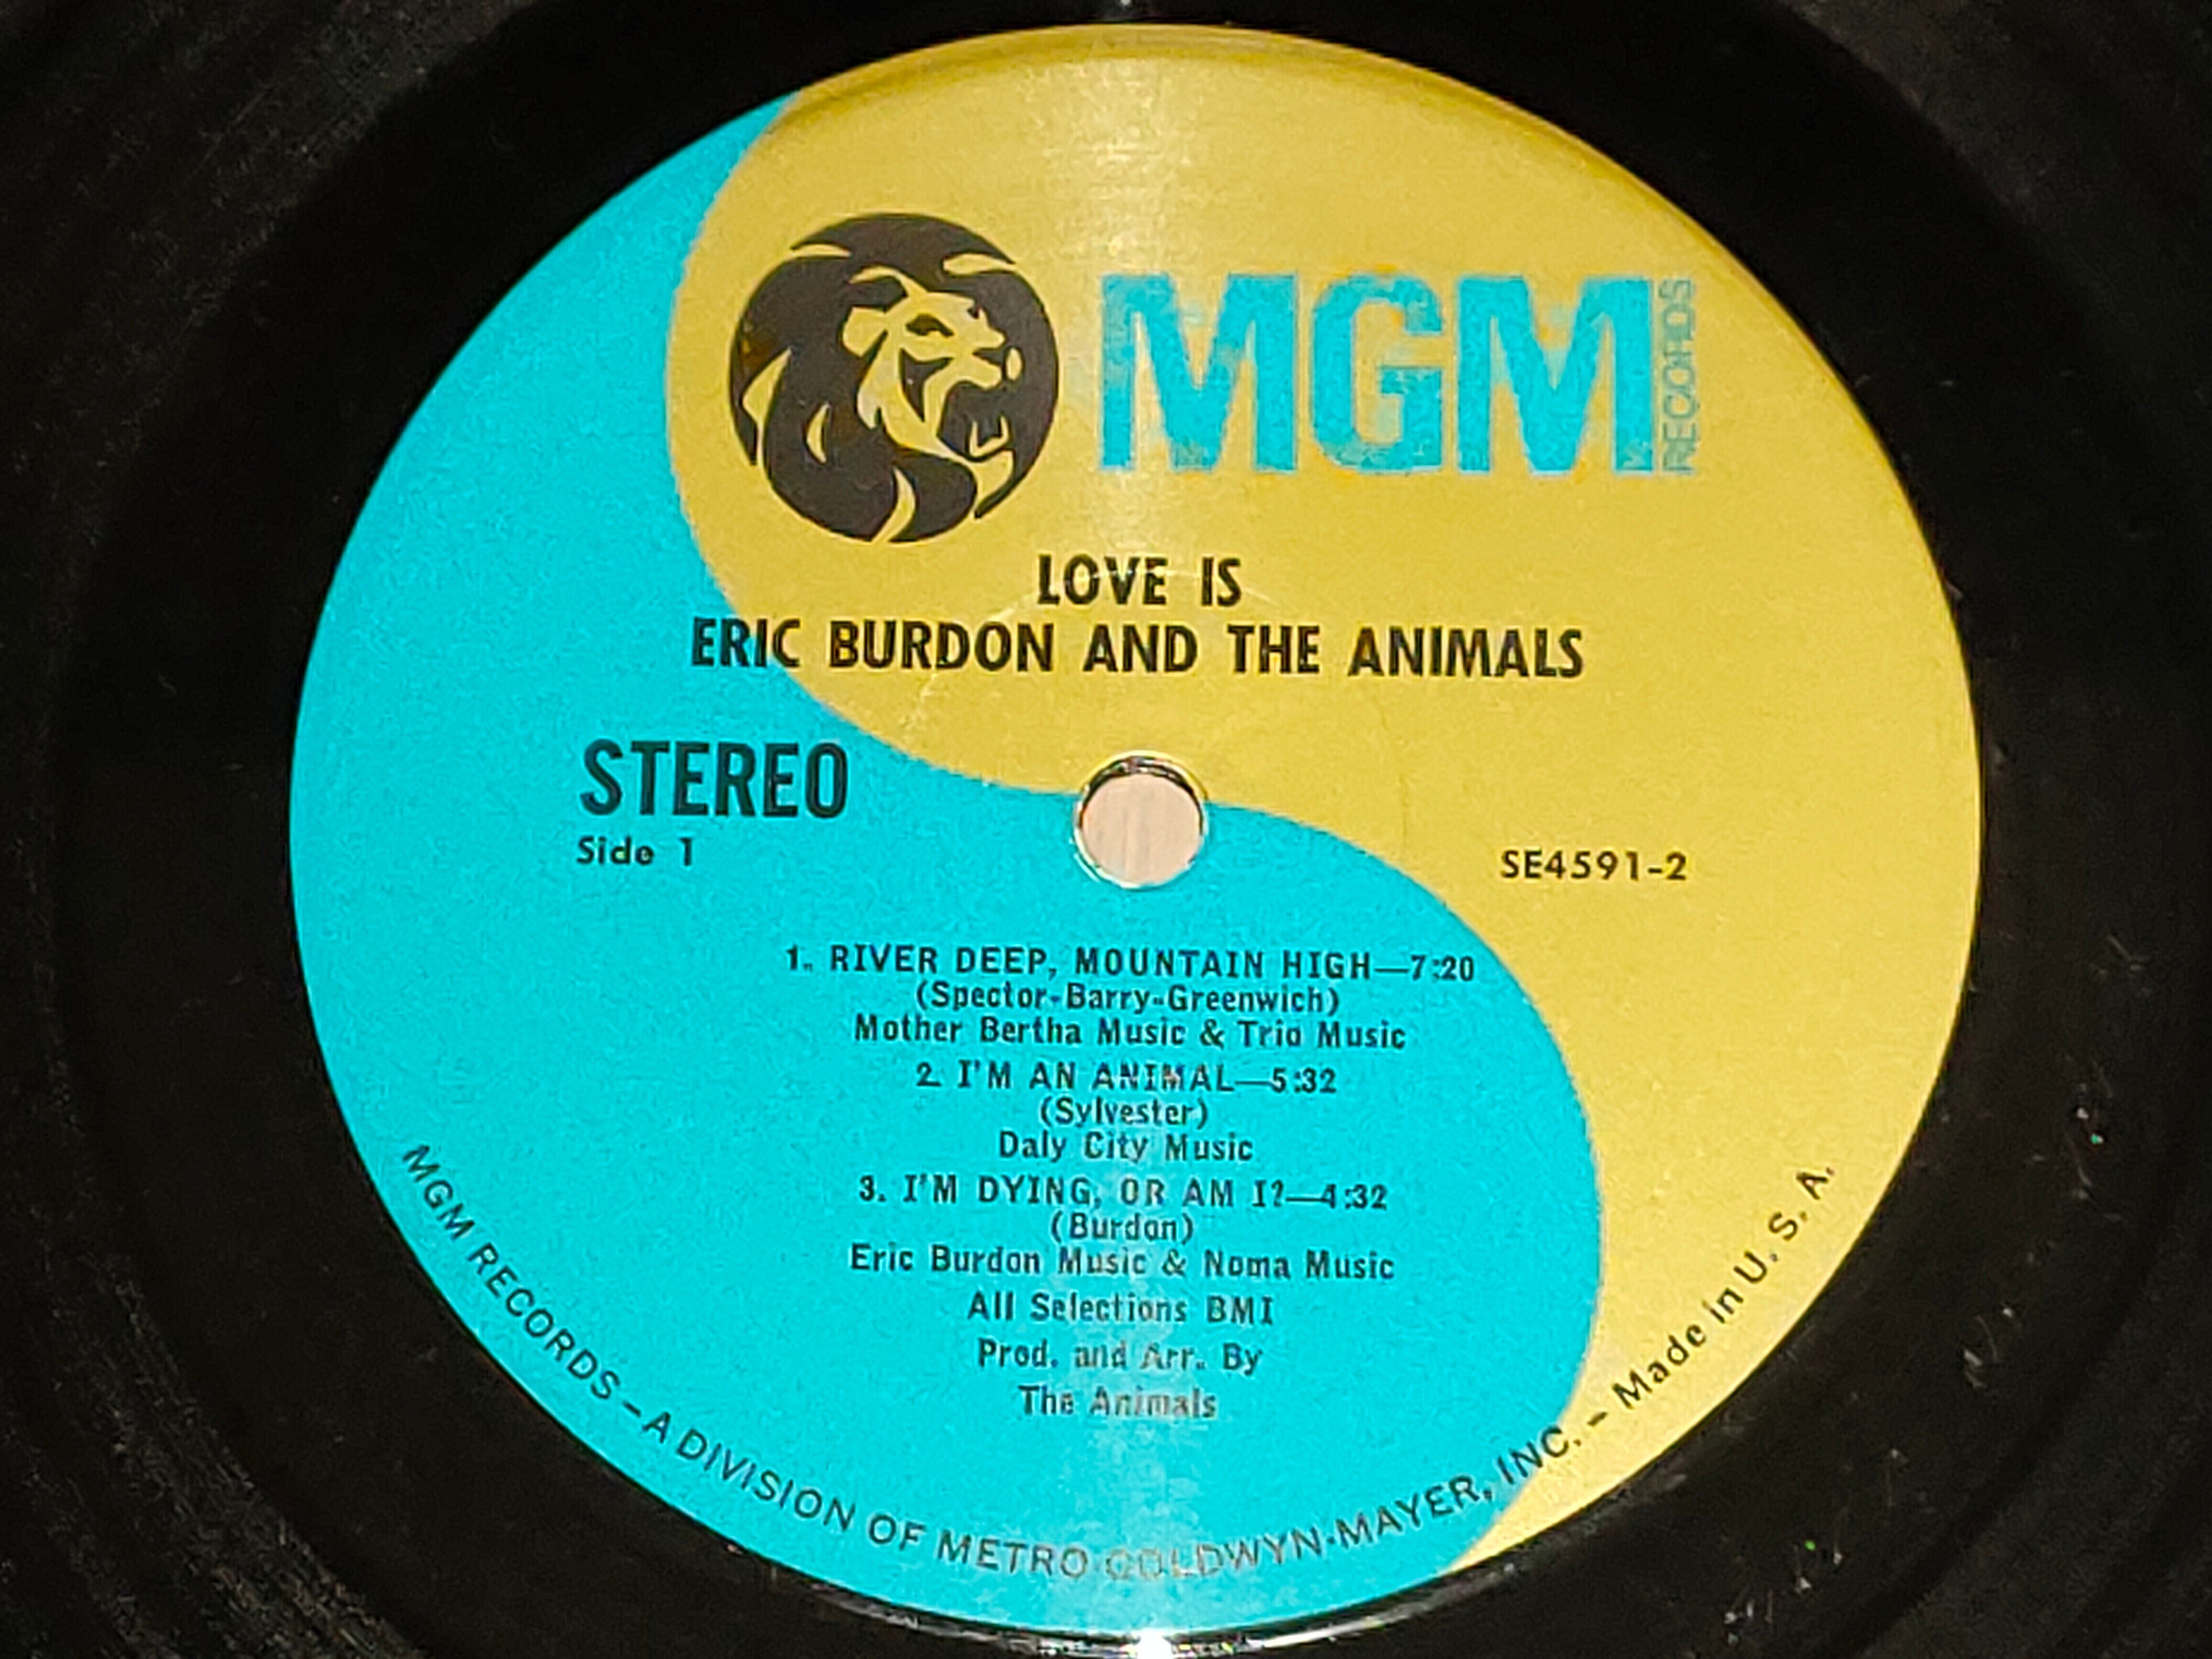 MGM RECORDS
LOVE IS
ERIC BURDON AND THE ANIMALS
STEREO
Side 1
SE4591-2
1. RIVER DEEP, MOUNTAIN HIGH—7:20
(Spector-Barry-Greenwich)
Mother Bertha Music & Trio Music
2. I'M AN ANIMAL—5:32
(Sylvester)
Daly City Music
3. I'M DYING, OR AM I?—4:32
(Burdon)
Eric Burdon Music & Noma Music
All Selections BMI
Prod. and Arr. By
The Animals
MGM RECORDS – A DIVISION OF METRO-GOLDWYN-MAYER, INC. – Made in U. S. A.